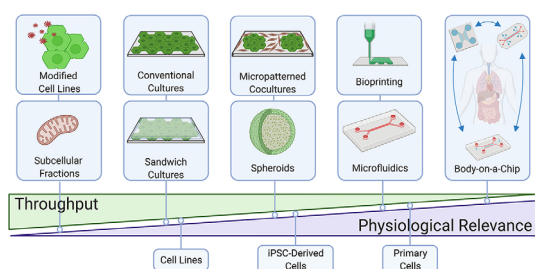 Modified
Cell Lines
Conventional
Cultures
Micropatterned
Cocultures
Bioprinting
Subcellular
Fractions
Sandwich
Cultures
Spheroids
Microfluidics
Body-on-a-Chip
Throughput
Physiological Relevance
Cell Lines
iPSC-Derived
Cells
Primary
Cells